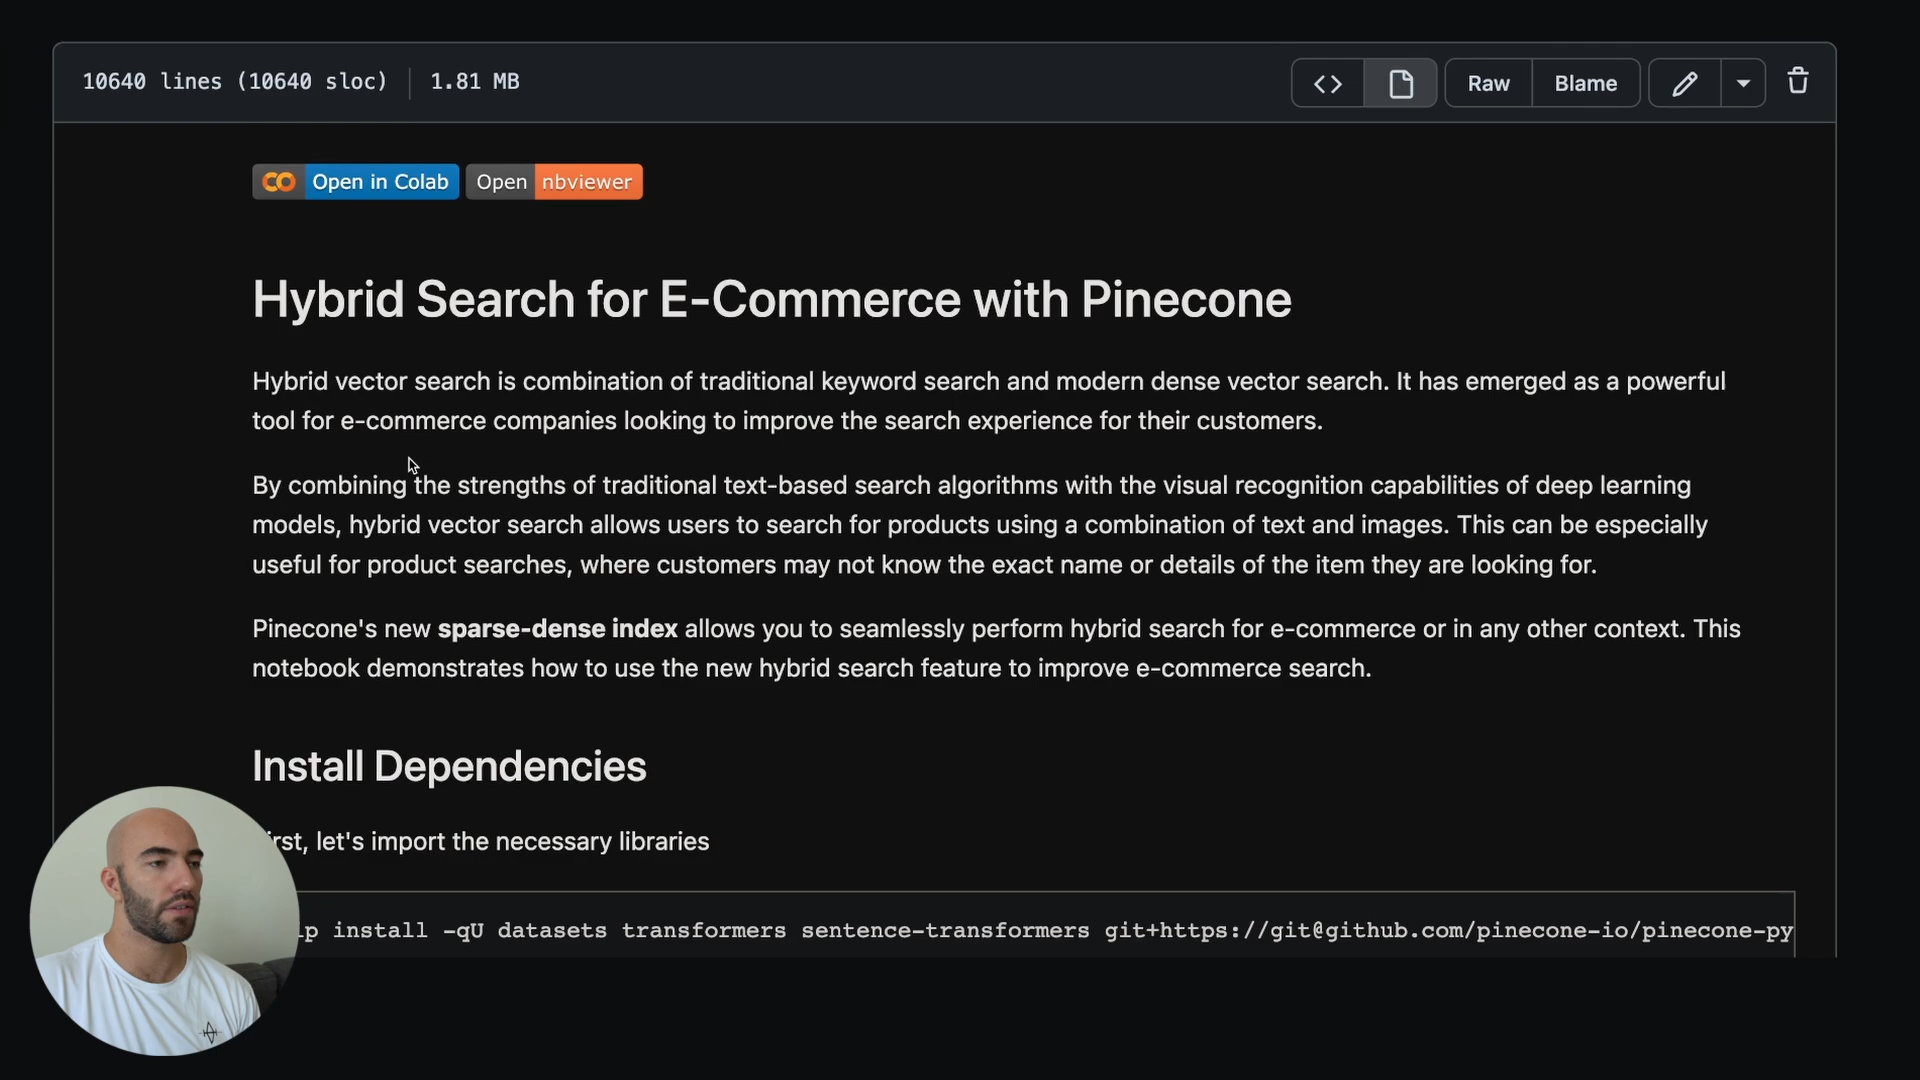 10640 lines (10640 sloc) 1.81 MB
Raw Blame
Open in Colab Open nbviewer
Hybrid Search for E-Commerce with Pinecone
Hybrid vector search is combination of traditional keyword search and modern dense vector search. It has emerged as a powerful
tool for e-commerce companies looking to improve the search experience for their customers.
By combining the strengths of traditional text-based search algorithms with the visual recognition capabilities of deep learning
models, hybrid vector search allows users to search for products using a combination of text and images. This can be especially
useful for product searches, where customers may not know the exact name or details of the item they are looking for.
Pinecone's new sparse-dense index allows you to seamlessly perform hybrid search for e-commerce or in any other context. This
notebook demonstrates how to use the new hybrid search feature to improve e-commerce search.
Install Dependencies
irst, let's import the necessary libraries
ip install -qU datasets transformers sentence-transformers git+https://git@github.com/pinecone-io/pinecone-py